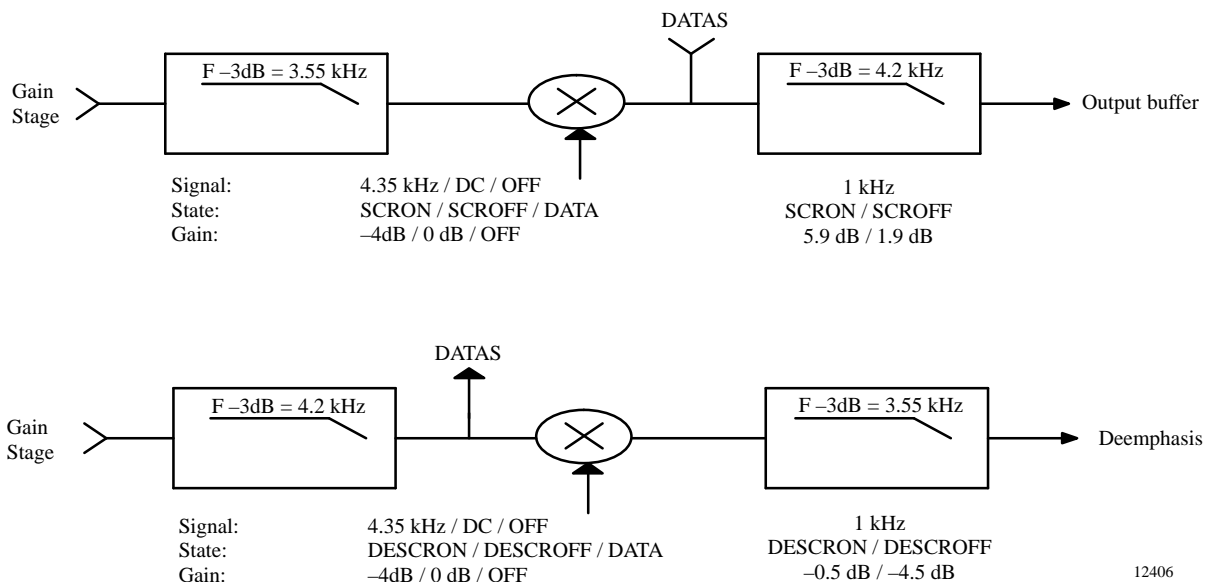 DATAS
F –3dB = 3.55 kHz
F –3dB = 4.2 kHz
Gain
Stage
Output buffer
Signal:
4.35 kHz / DC / OFF
1 kHz
State:
SCRON / SCROFF / DATA
SCRON / SCROFF
Gain:
–4dB / 0 dB / OFF
5.9 dB / 1.9 dB
DATAS
F –3dB = 4.2 kHz
F –3dB = 3.55 kHz
Gain
Stage
Deemphasis
Signal:
4.35 kHz / DC / OFF
1 kHz
State:
DESCRON / DESCROFF / DATA
DESCRON / DESCROFF
Gain:
–4dB / 0 dB / OFF
–0.5 dB / –4.5 dB
12406